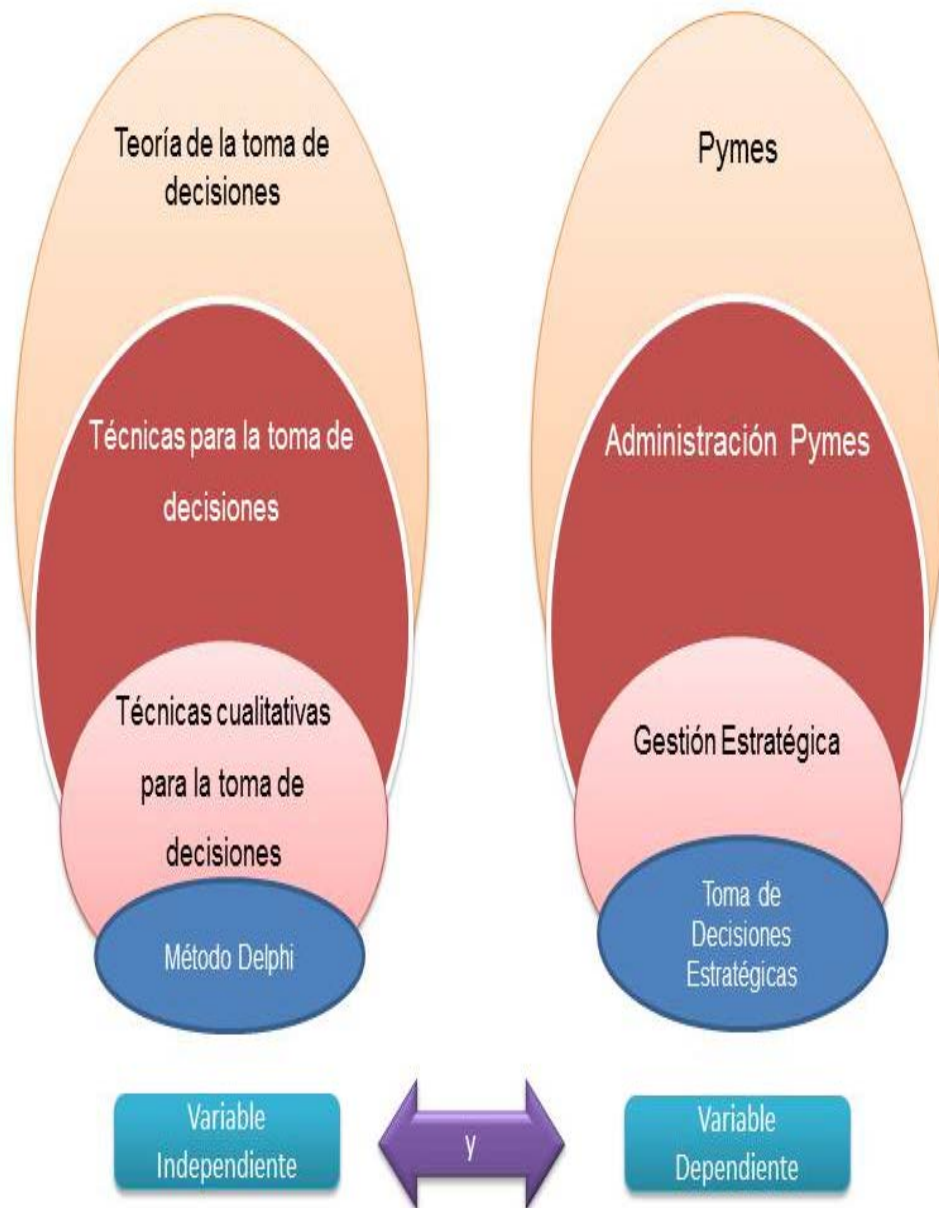 Teoría de la toma de
decisiones
Técnicas para la toma de
decisiones
Técnicas cualitativas
para la toma de
decisiones
Método Delphi
Variable
Independiente
y
Pymes
Administración Pymes
Gestión Estratégica
Toma de
Decisiones
Estratégicas
Variable
Dependiente